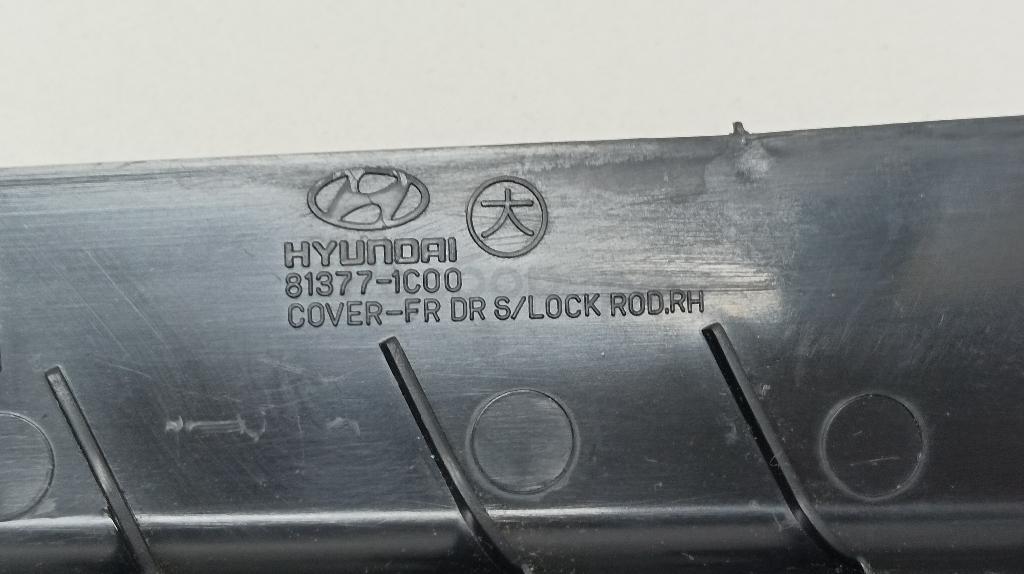 大
HYUNDAI
81377-1C00
COVER-FR DR S/LOCK ROD.RH